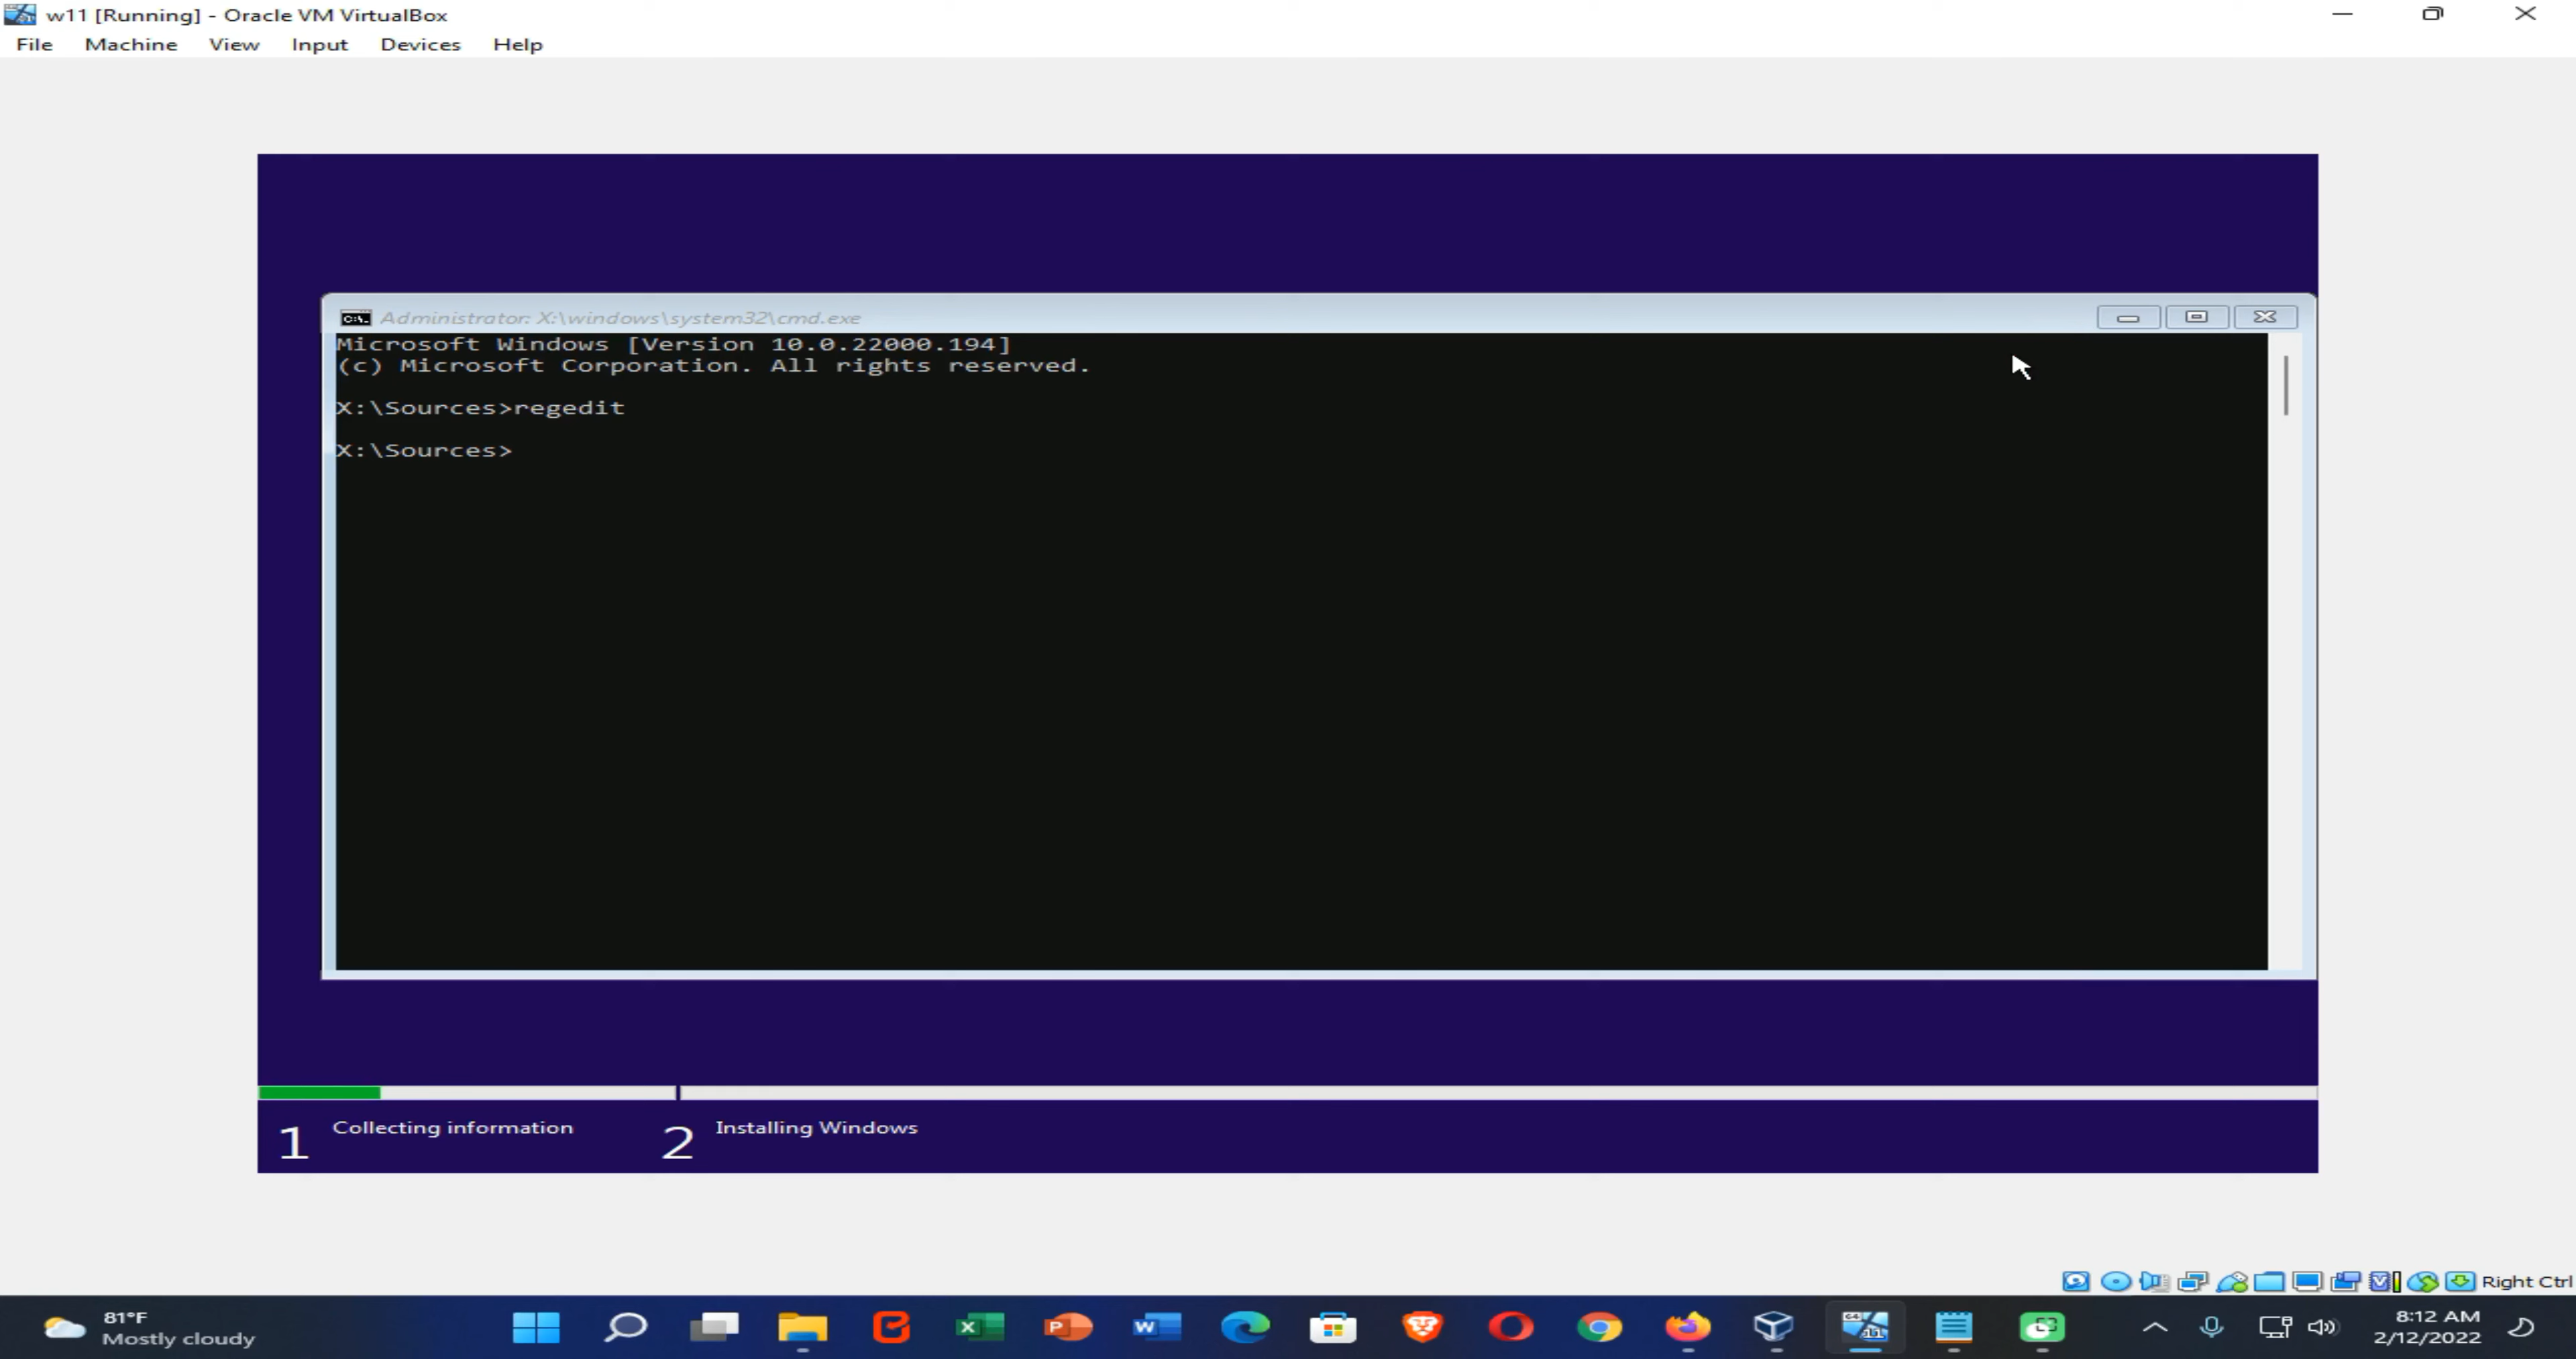 w11 [Running] - Oracle VM VirtualBox
File Machine View Input Devices Help
Administrator: X:\windows\system32\cmd.exe
Microsoft Windows [Version 10.0.22000.194]
(c) Microsoft Corporation. All rights reserved.
X:\Sources>regedit
X:\Sources>
1 Collecting information 2 Installing Windows
Right Ctrl
81°F
Mostly cloudy
8:12 AM
2/12/2022